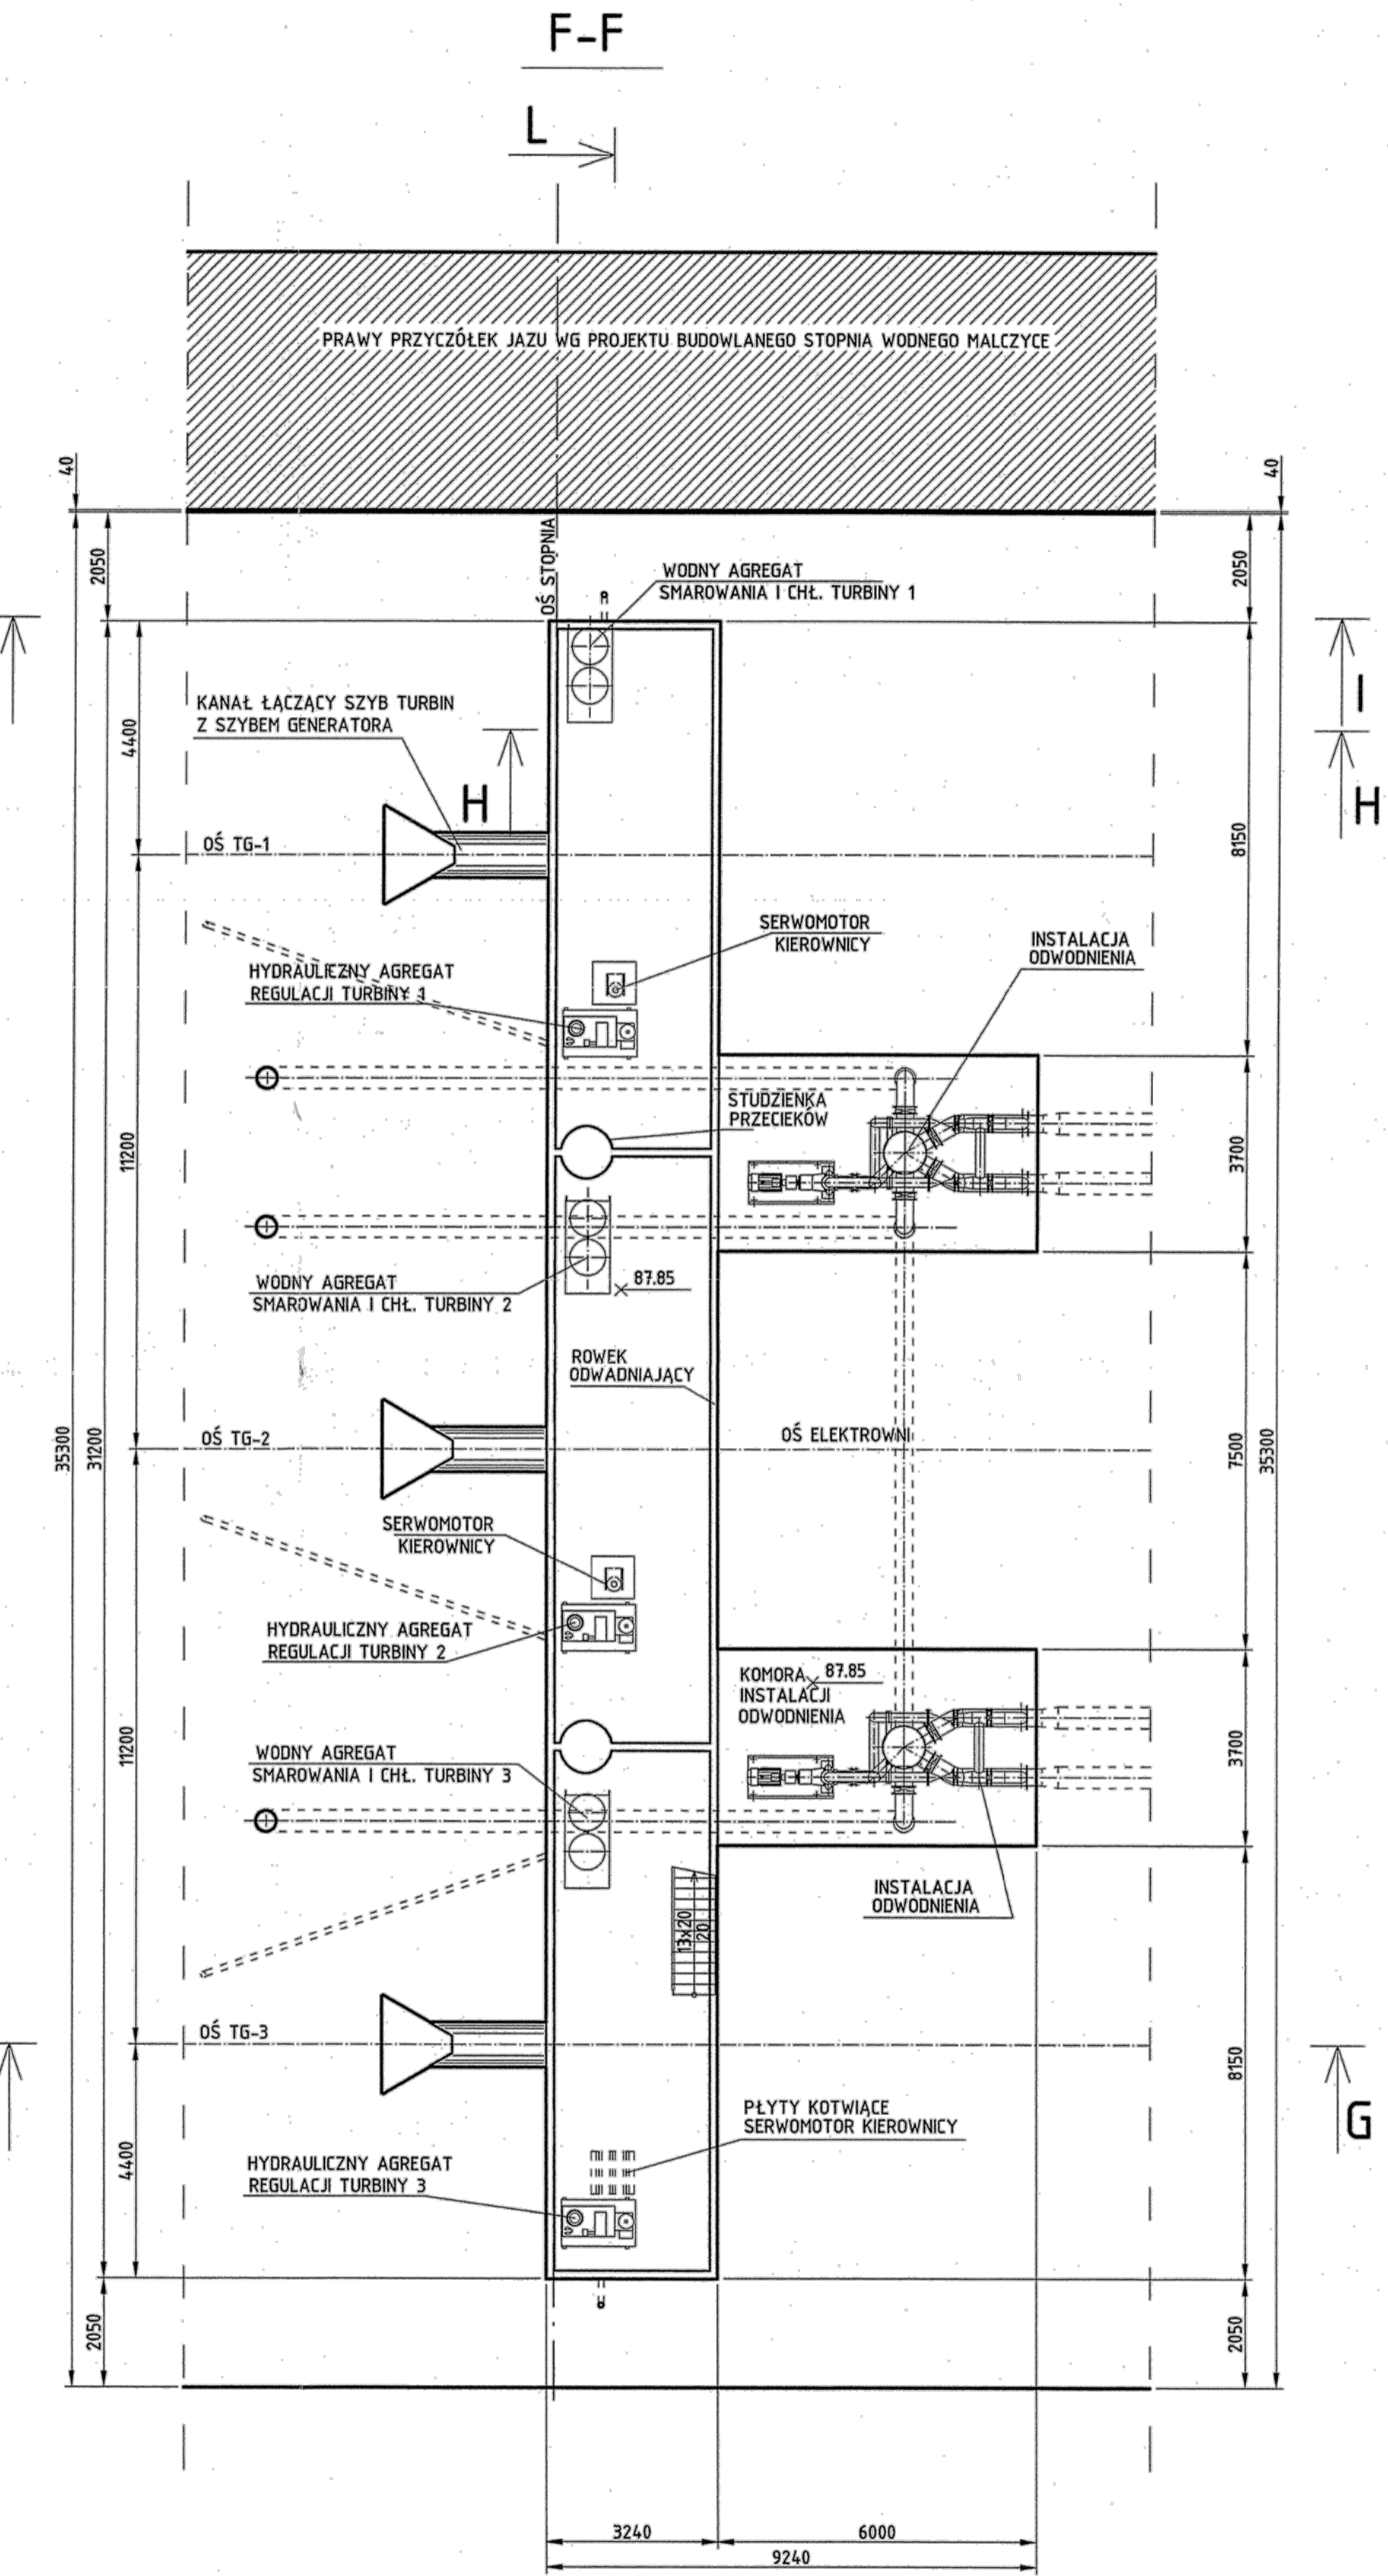 F-F
L
PRAWY PRZYCZÓŁEK JAZU WG PROJEKTU BUDOWLANEGO STOPNIA WODNEGO MALCZYCE
40
40
2050
OŚ STOPNIA
2050
WODNY AGREGAT
SMAROWANIA I CHŁ. TURBINY 1
KANAŁ ŁĄCZĄCY SZYB TURBIN
Z SZYBEM GENERATORA
4400
I
H
H
8150
OŚ TG-1
SERWOMOTOR
KIEROWNICY
INSTALACJA
ODWODNIENIA
HYDRAULICZNY AGREGAT
REGULACJI TURBINY 1
STUDZIENKA
PRZECIEKÓW
11200
3700
WODNY AGREGAT
SMAROWANIA I CHŁ. TURBINY 2
87.85
ROWEK
ODWADNIAJĄCY
35300
31200
OŚ TG-2
OŚ ELEKTROWNI
7500
35300
SERWOMOTOR
KIEROWNICY
HYDRAULICZNY AGREGAT
REGULACJI TURBINY 2
KOMORA
INSTALACJI
ODWODNIENIA
87.85
11200
WODNY AGREGAT
SMAROWANIA I CHŁ. TURBINY 3
3700
INSTALACJA
ODWODNIENIA
13x20
20
OŚ TG-3
8150
PŁYTY KOTWIĄCE
SERWOMOTOR KIEROWNICY
G
4400
HYDRAULICZNY AGREGAT
REGULACJI TURBINY 3
2050
2050
3240
6000
9240